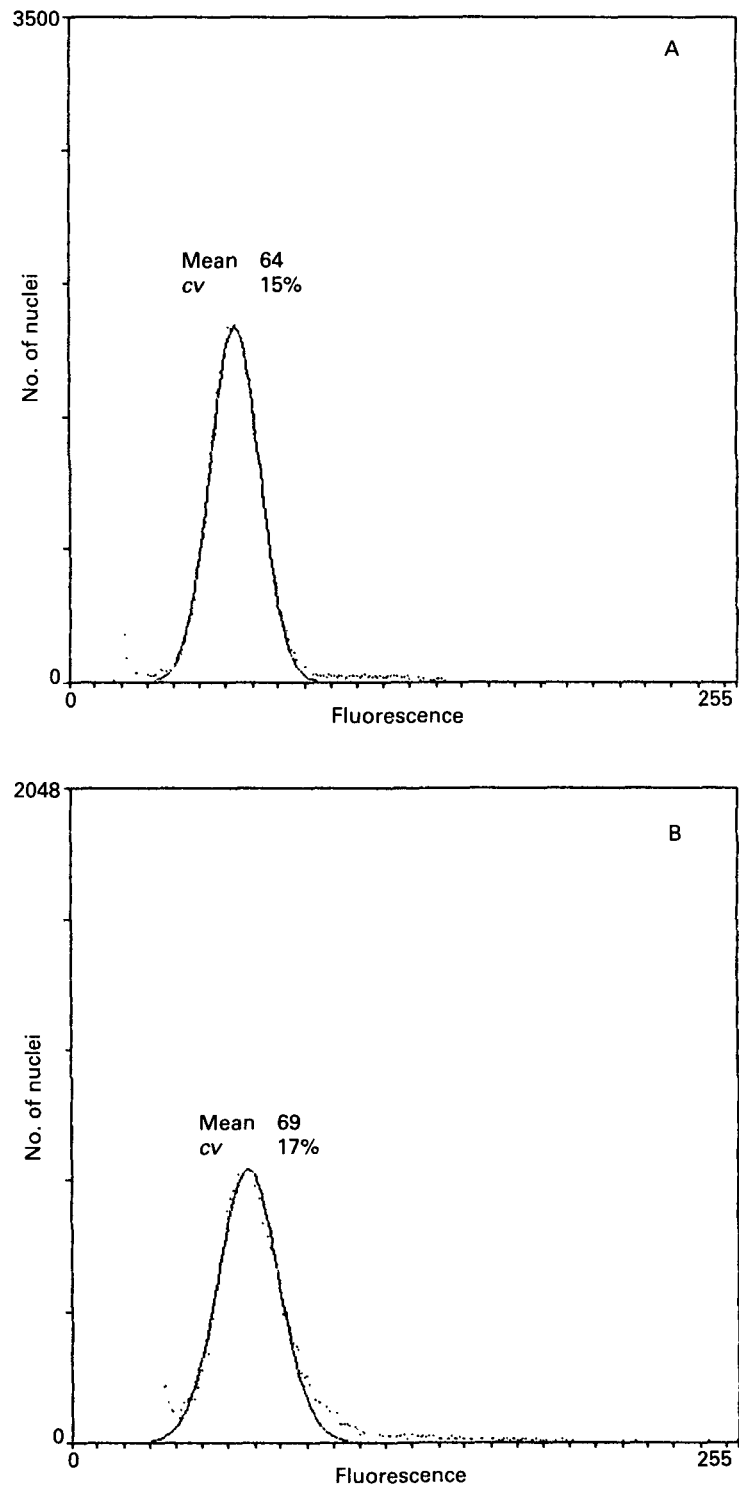 3500
A
Mean 64
cv 15%
No. of nuclei
0
0
255
Fluorescence
2048
B
Mean 69
cv 17%
No. of nuclei
0
0
255
Fluorescence